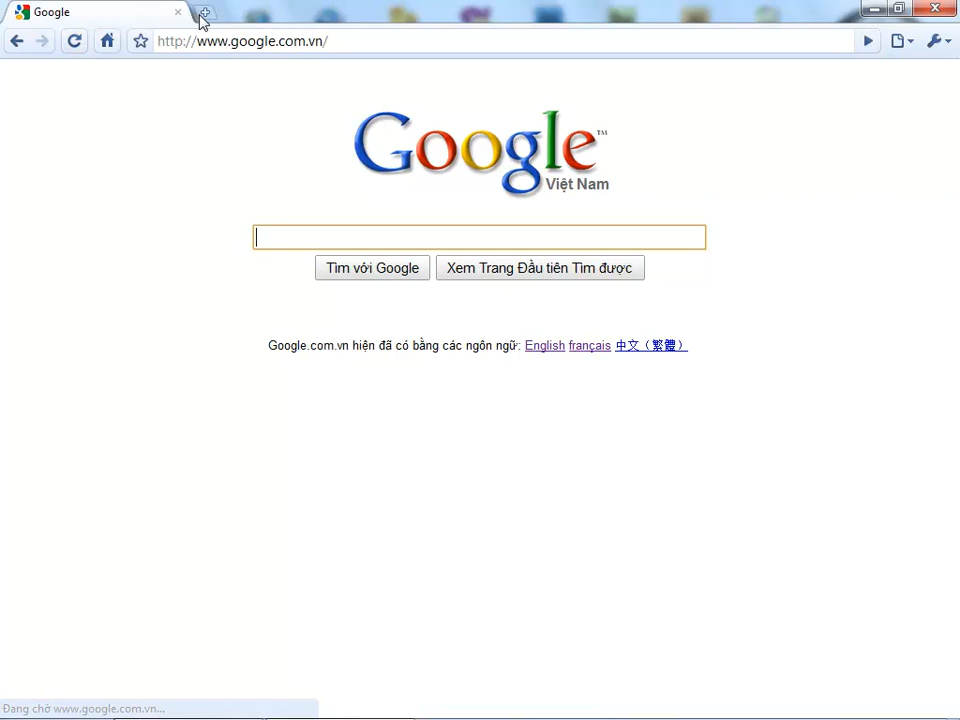 Google
http://www.google.com.vn/
Google™
Việt Nam
Tìm với Google
Xem Trang Đầu tiên Tìm được
Google.com.vn hiện đã có bằng các ngôn ngữ: English français 中文（繁體）
Đang chờ www.google.com.vn...